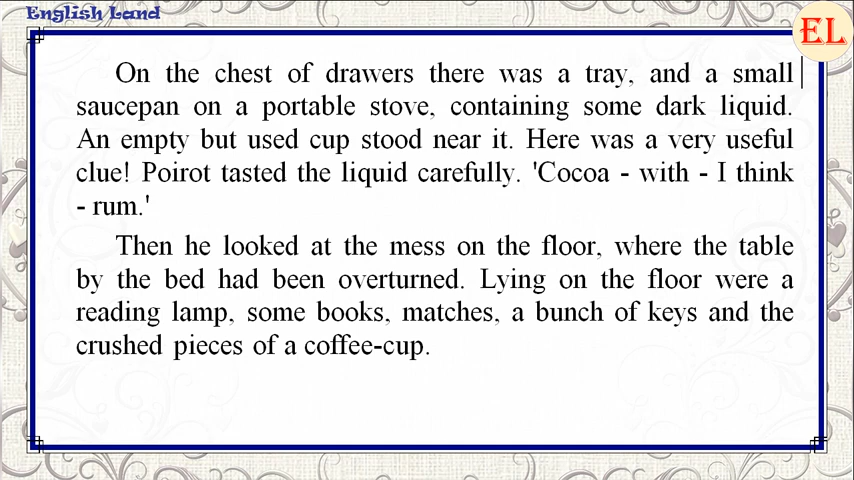 English Land
EL
On the chest of drawers there was a tray, and a small
saucepan on a portable stove, containing some dark liquid.
An empty but used cup stood near it. Here was a very useful
clue! Poirot tasted the liquid carefully. 'Cocoa - with - I think
- rum.'
Then he looked at the mess on the floor, where the table
by the bed had been overturned. Lying on the floor were a
reading lamp, some books, matches, a bunch of keys and the
crushed pieces of a coffee-cup.